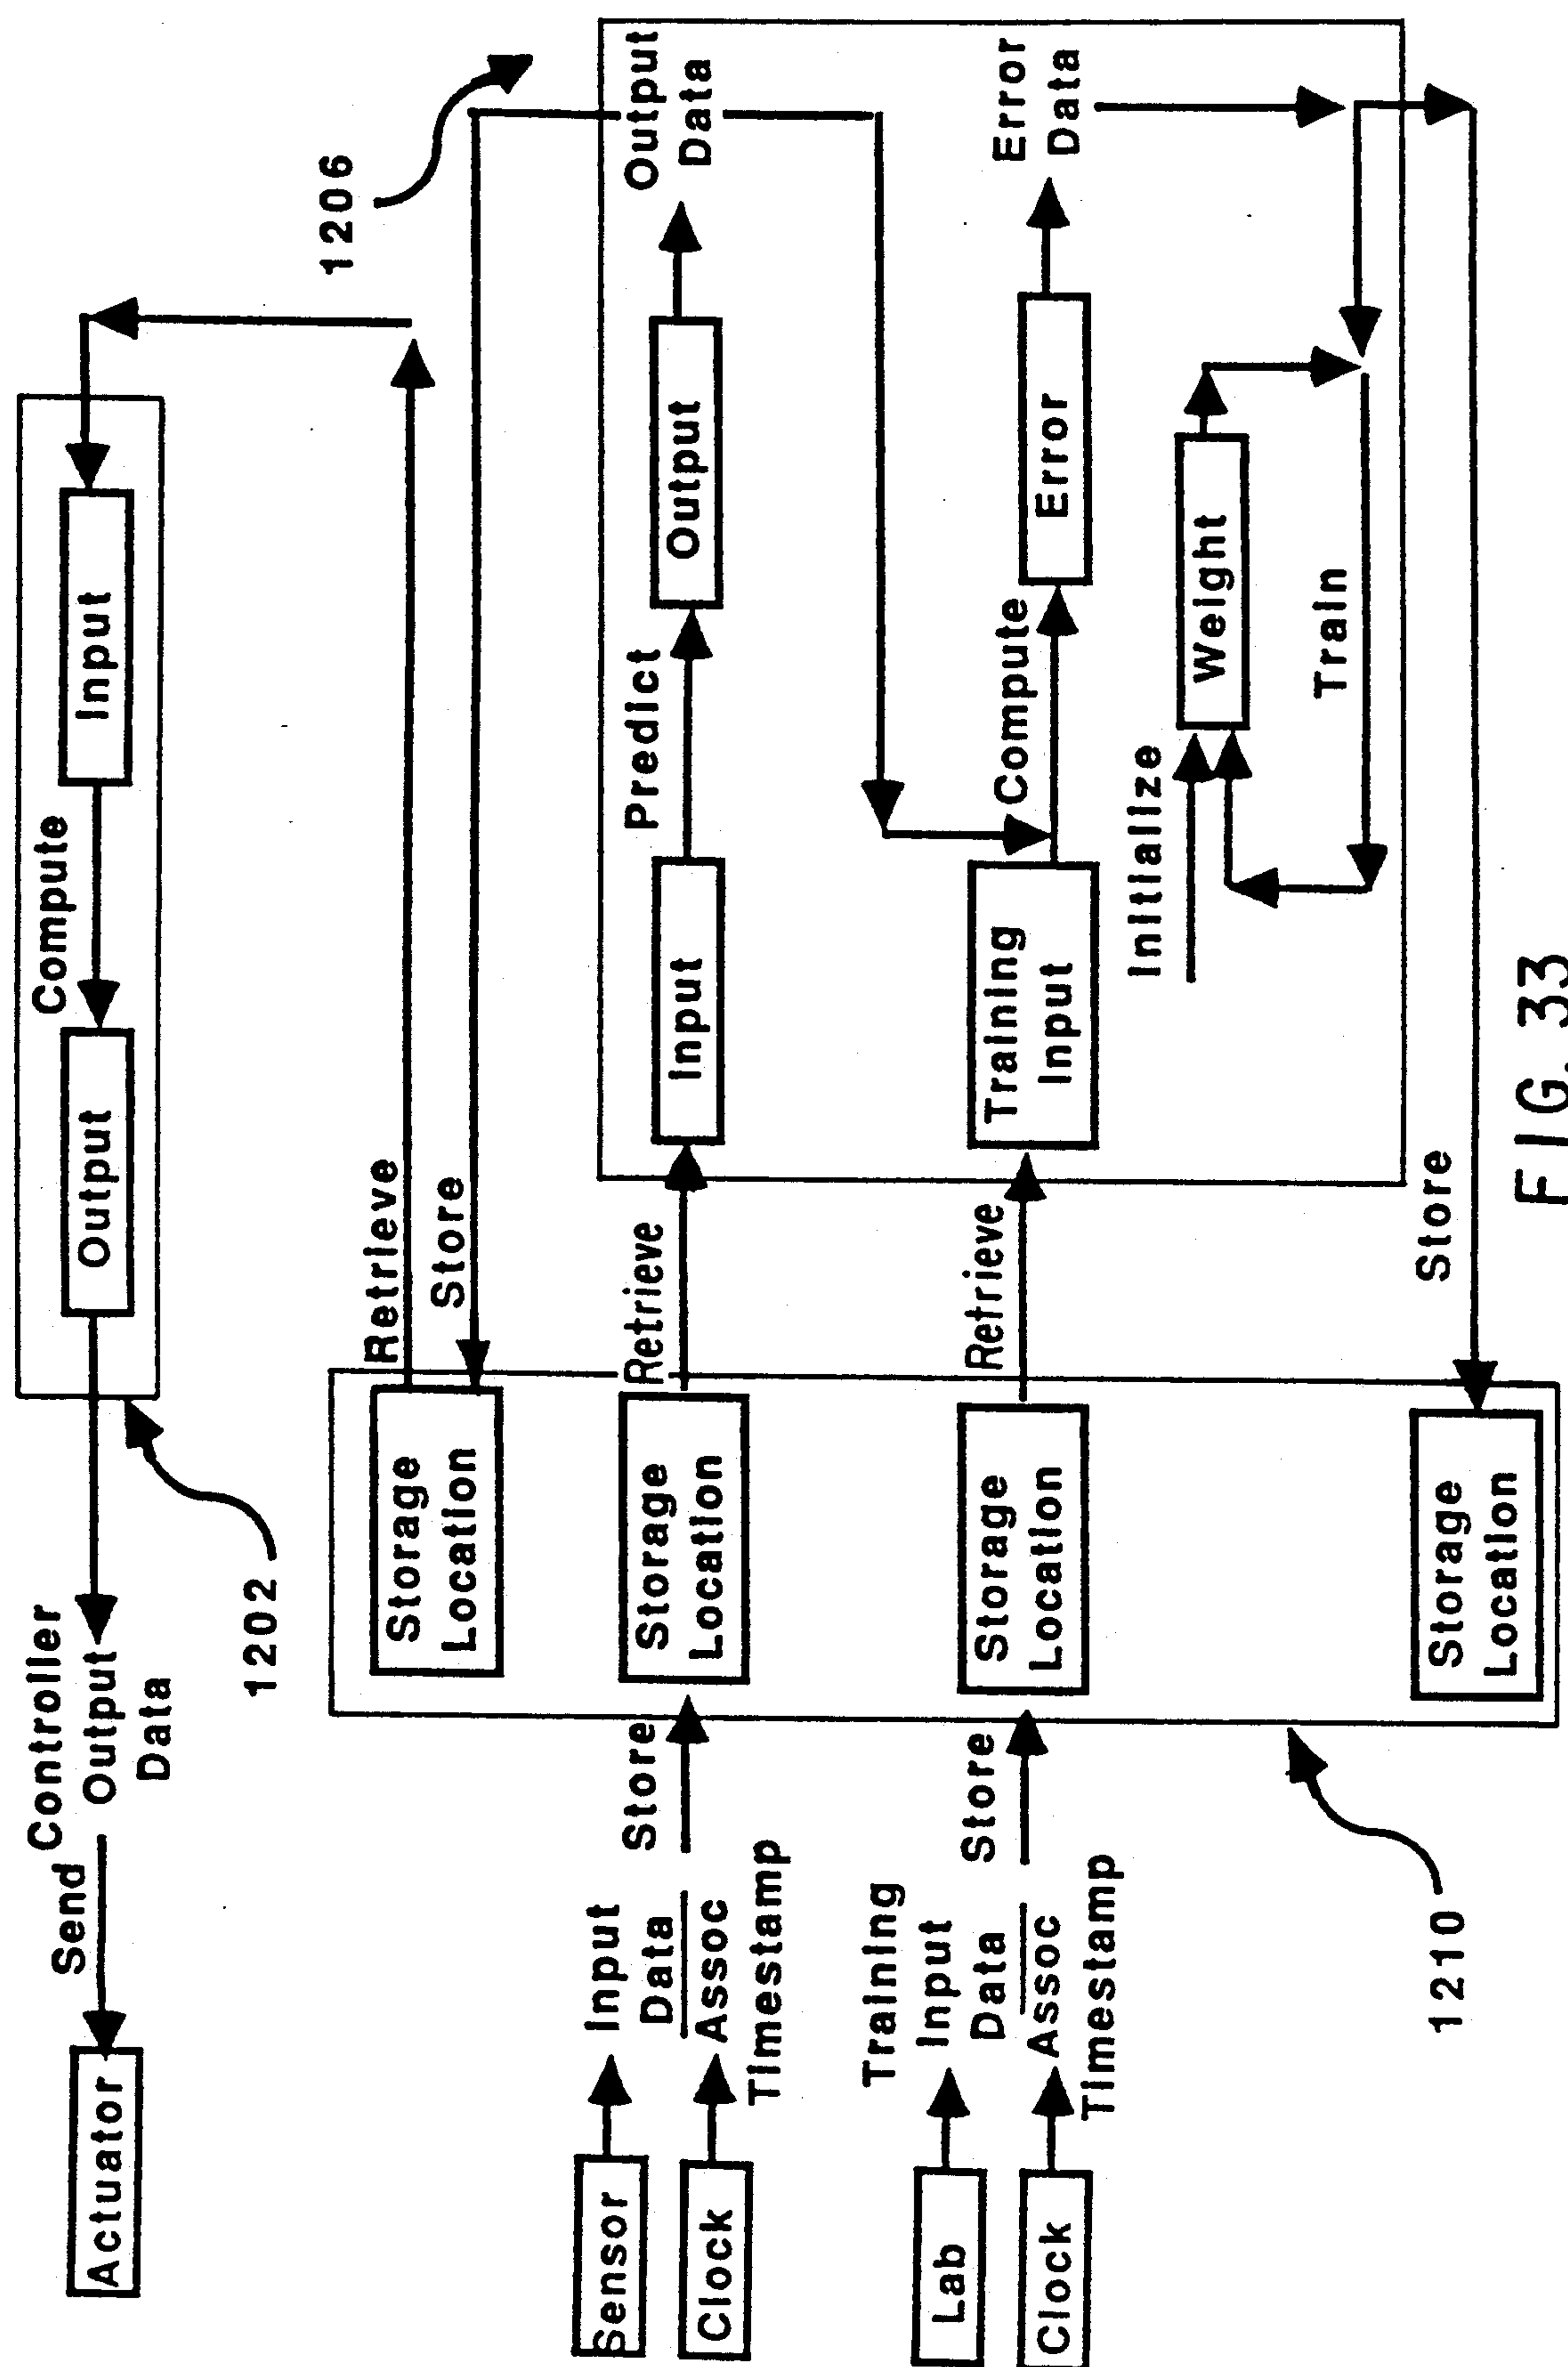 Actuator
Send
Controller
Output
Data
Output
Compute
Input
1202
1206
Retrieve
Store
Storage
Location
Sensor
Input
Data
Clock
Assoc
Timestamp
Store
Storage
Location
Retrieve
Input
Predict
Output
Output
Data
Lab
Training
Input
Data
Clock
Assoc
Timestamp
Store
Storage
Location
Retrieve
Training
Input
Compute
Error
Error
Data
Initialize
Weight
Train
Storage
Location
Store
1210
FIG. 33